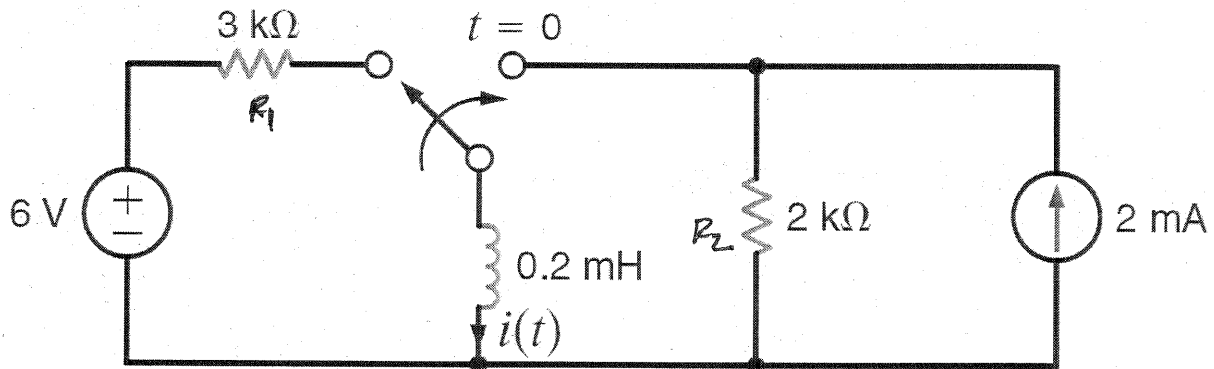 3 kΩ
t = 0
R1
6 V
+
−
0.2 mH
i(t)
R2
2 kΩ
2 mA